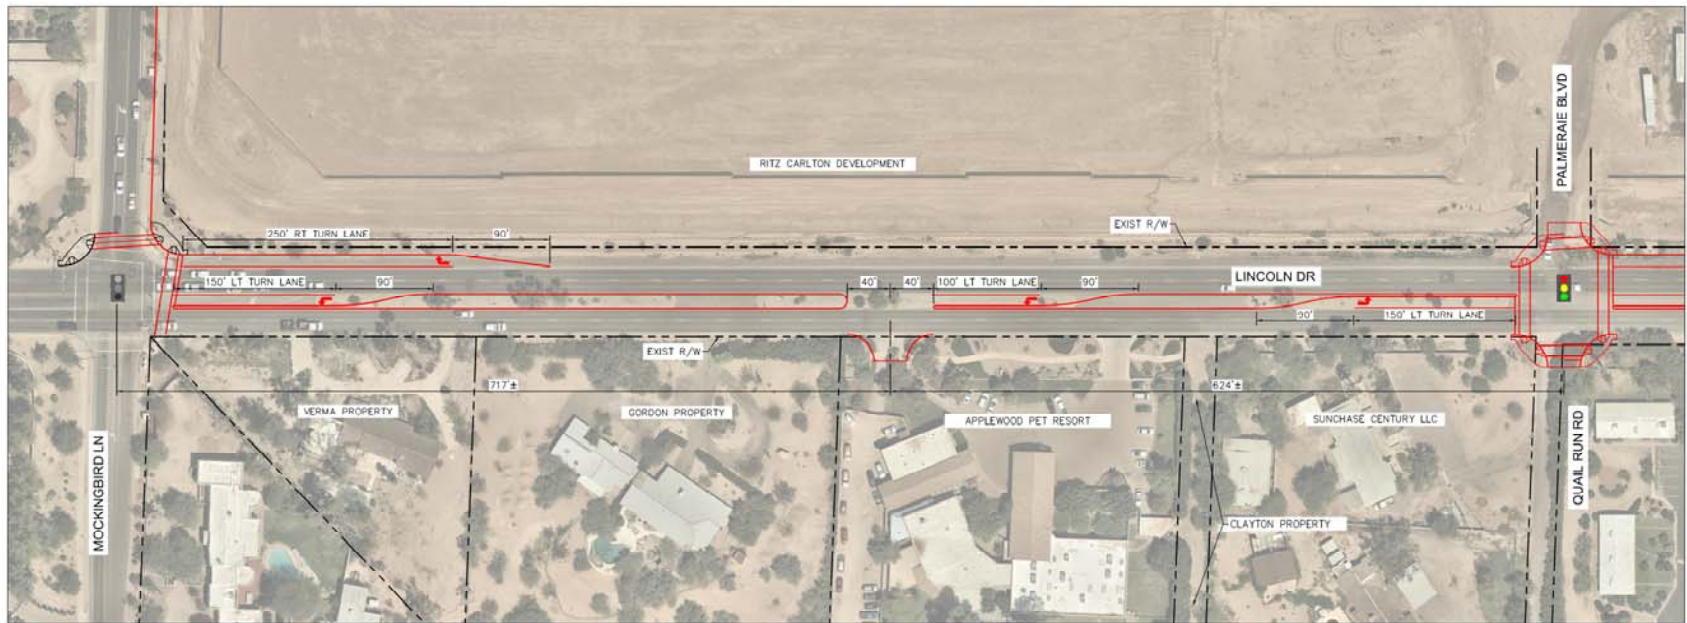 RITZ CARLTON DEVELOPMENT
PALMERAIE BLVD
EXIST R/W
250' RT TURN LANE
90'
LINCOLN DR
150' LT TURN LANE
90'
40'
40'
100' LT TURN LANE
90'
90'
150' LT TURN LANE
EXIST R/W
717'±
624'±
VERMA PROPERTY
GORDON PROPERTY
APPLEWOOD PET RESORT
SUNCHASE CENTURY LLC
MOCKINGBIRD LN
QUAIL RUN RD
CLAYTON PROPERTY